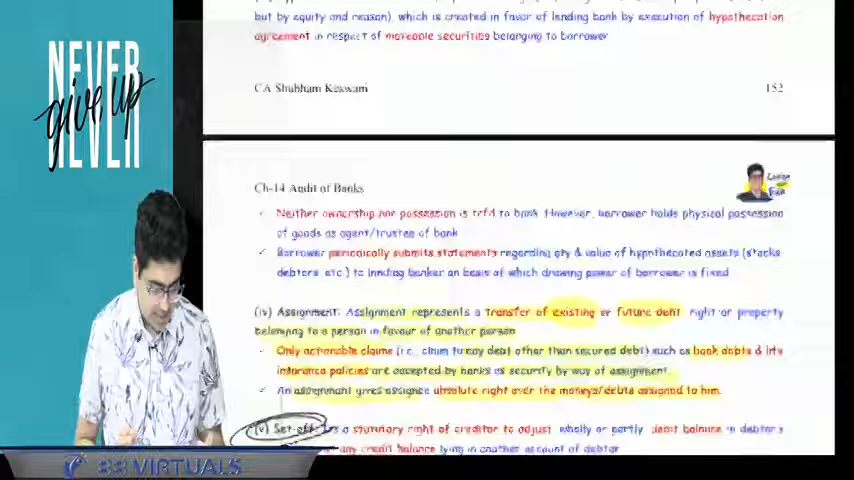 but by equity and reason), which is created in favor of lending bank by execution of hypothecation
agreement in respect of moveable securities belonging to borrower
CA Shubham Keswani
152
NEVER
give up
NEVER
Ch-14 Audit of Banks
Neither ownership nor possession is trfd to bank. However, borrower holds physical possession
of goods as agent/trustee of bank
Borrower periodically submits statements regarding qty & value of hypothecated assets (stocks
debtors etc.) to lending banker on basis of which drawing power of borrower is fixed
(iv) Assignment: Assignment represents a transfer of existing or future debt right or property
belonging to a person in favour of another person
Only actionable claims (i.e. claim to any debt other than secured debt) such as book debts & life
insurance policies are accepted by banks as security by way of assignment.
An assignment gives assignee absolute right over the moneys/debts assigned to him.
(v) Set-off: is a statutory right of creditor to adjust wholly or partly debit balance in debtor's
any credit balance lying in another account of debtor
BB VIRTUALS